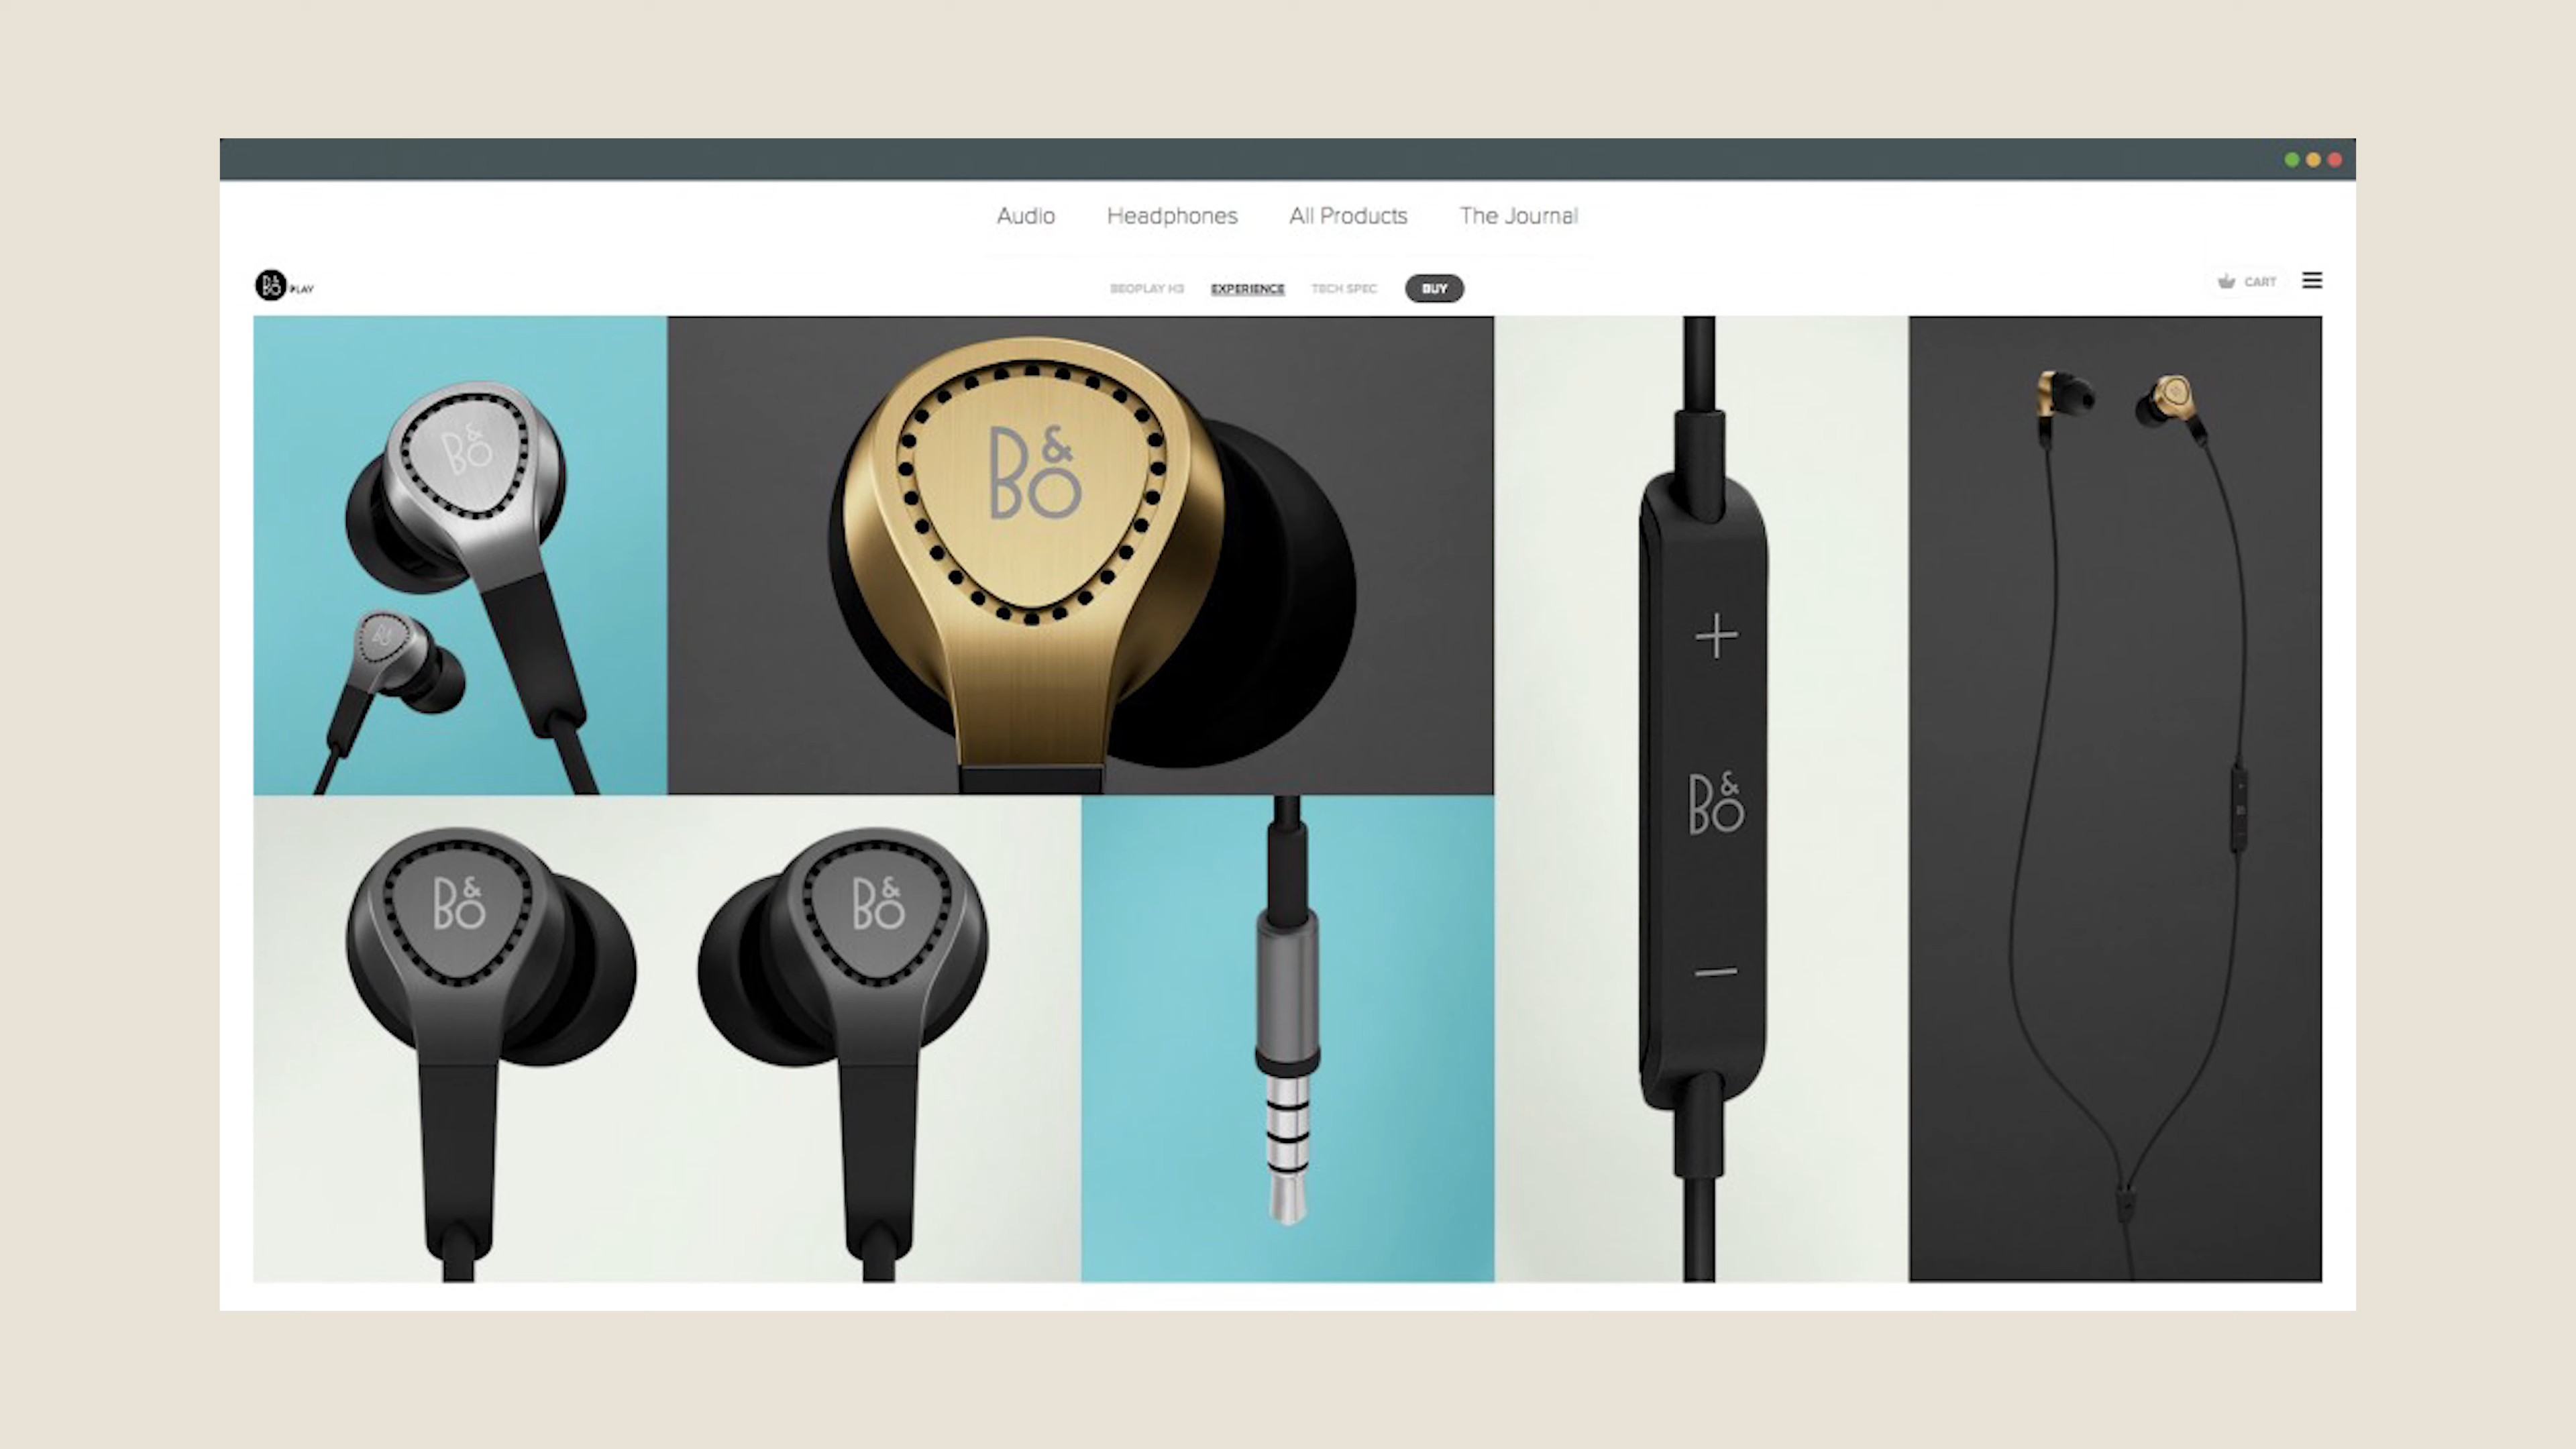 Audio Headphones All Products The Journal
B&O PLAY
BEOPLAY H3 EXPERIENCE TECH SPEC BUY
CART
B&O
B&O
B&O
B&O
B&O
+
B&O
−